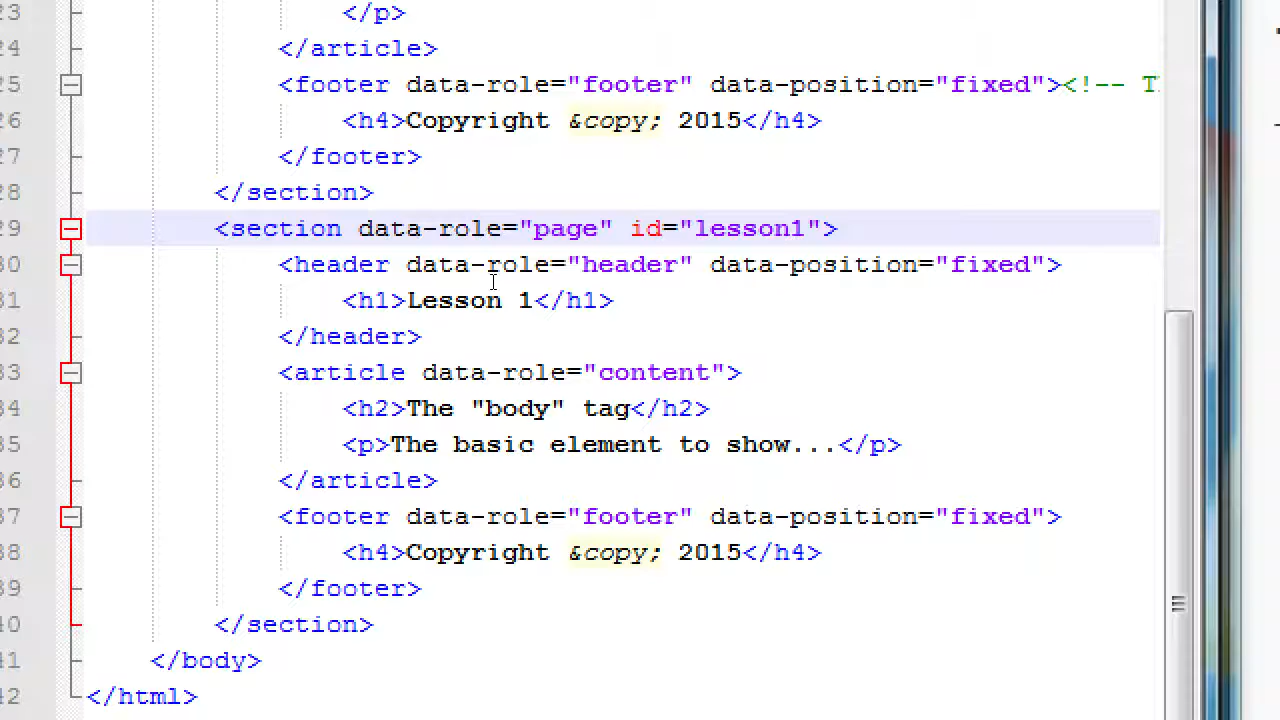 23 </p>
24 </article>
25 <footer data-role="footer" data-position="fixed"><!--
26 <h4>Copyright &copy; 2015</h4>
27 </footer>
28 </section>
29 <section data-role="page" id="lesson1">
30 <header data-role="header" data-position="fixed">
31 <h1>Lesson 1</h1>
32 </header>
33 <article data-role="content">
34 <h2>The "body" tag</h2>
35 <p>The basic element to show...</p>
36 </article>
37 <footer data-role="footer" data-position="fixed">
38 <h4>Copyright &copy; 2015</h4>
39 </footer>
40 </section>
41 </body>
42 </html>